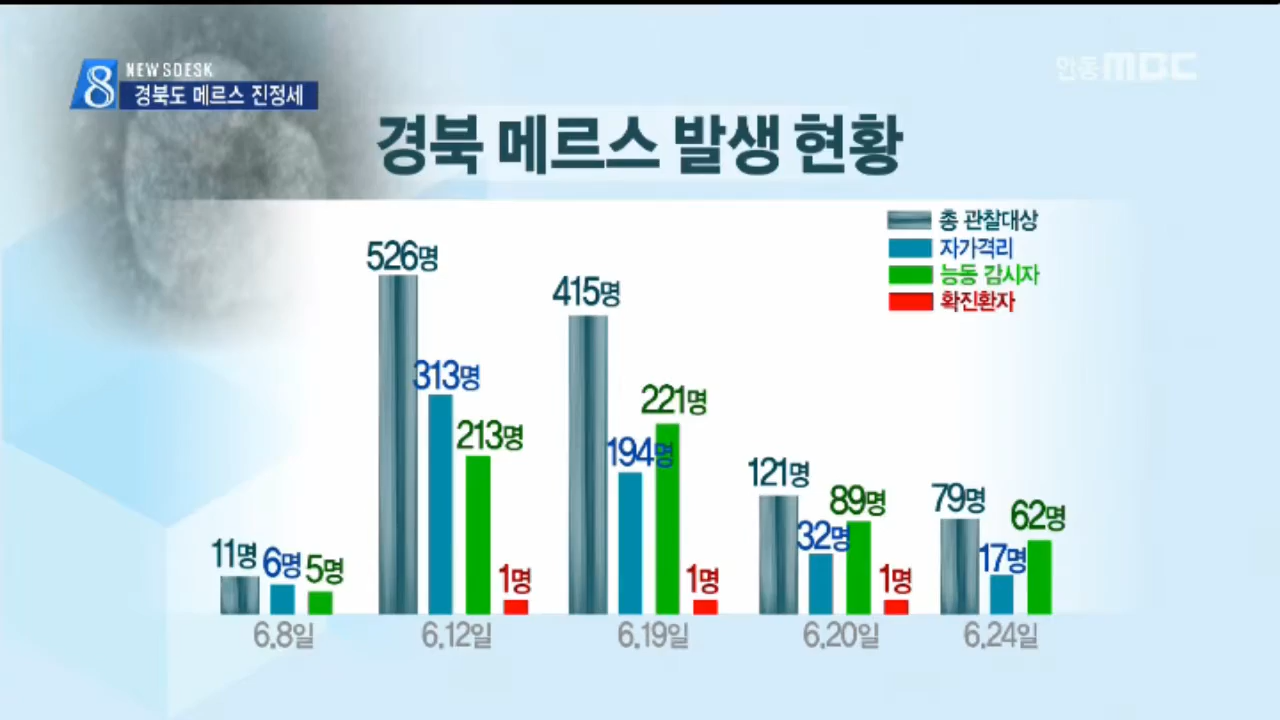 8 NEWSDESK
경북도 메르스 진정세
안동MBC
경북 메르스 발생 현황
총 관찰대상
자가격리
능동 감시자
확진환자
11명 6명 5명
526명 313명 213명 1명
415명 194명 221명 1명
121명 32명 89명 1명
79명 17명 62명
6.8일 6.12일 6.19일 6.20일 6.24일